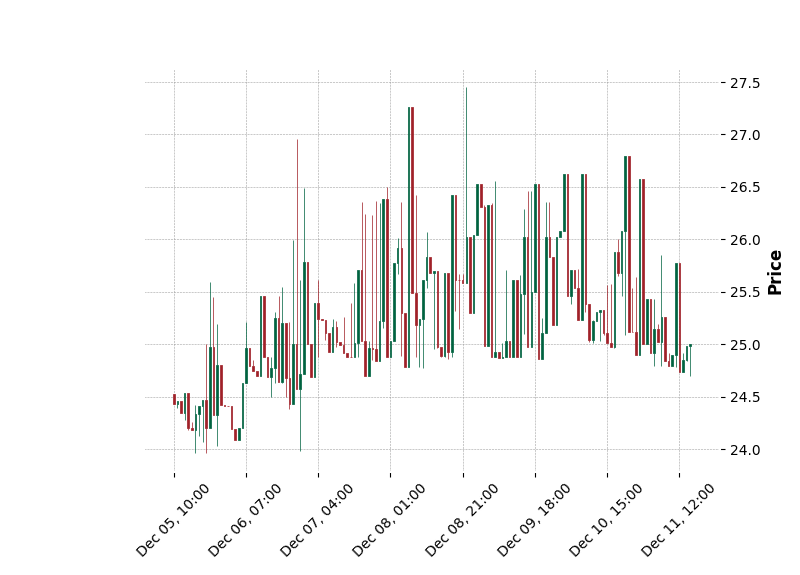 27.5
27.0
26.5
26.0
25.5
25.0
24.5
24.0
Price
Dec 05, 10:00
Dec 06, 07:00
Dec 07, 04:00
Dec 08, 01:00
Dec 08, 21:00
Dec 09, 18:00
Dec 10, 15:00
Dec 11, 12:00